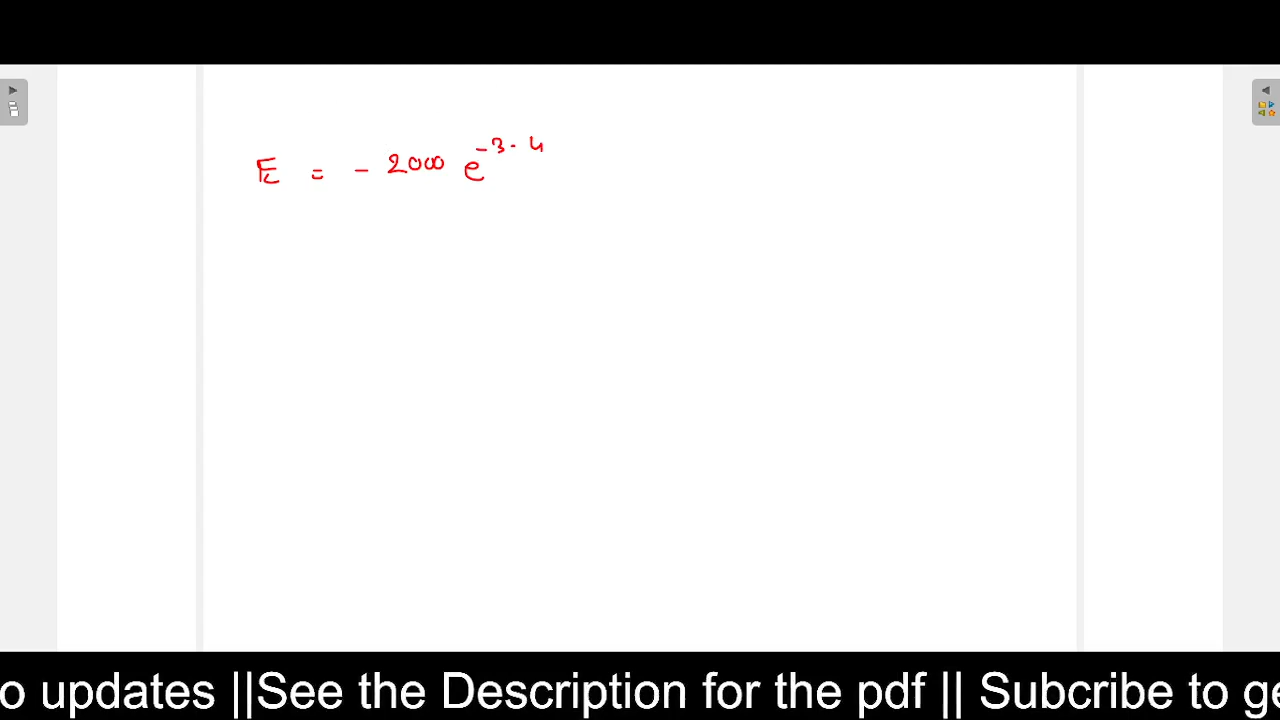 E = - 2000 e^-3.4
o updates ||See the Description for the pdf || Subcribe to ge